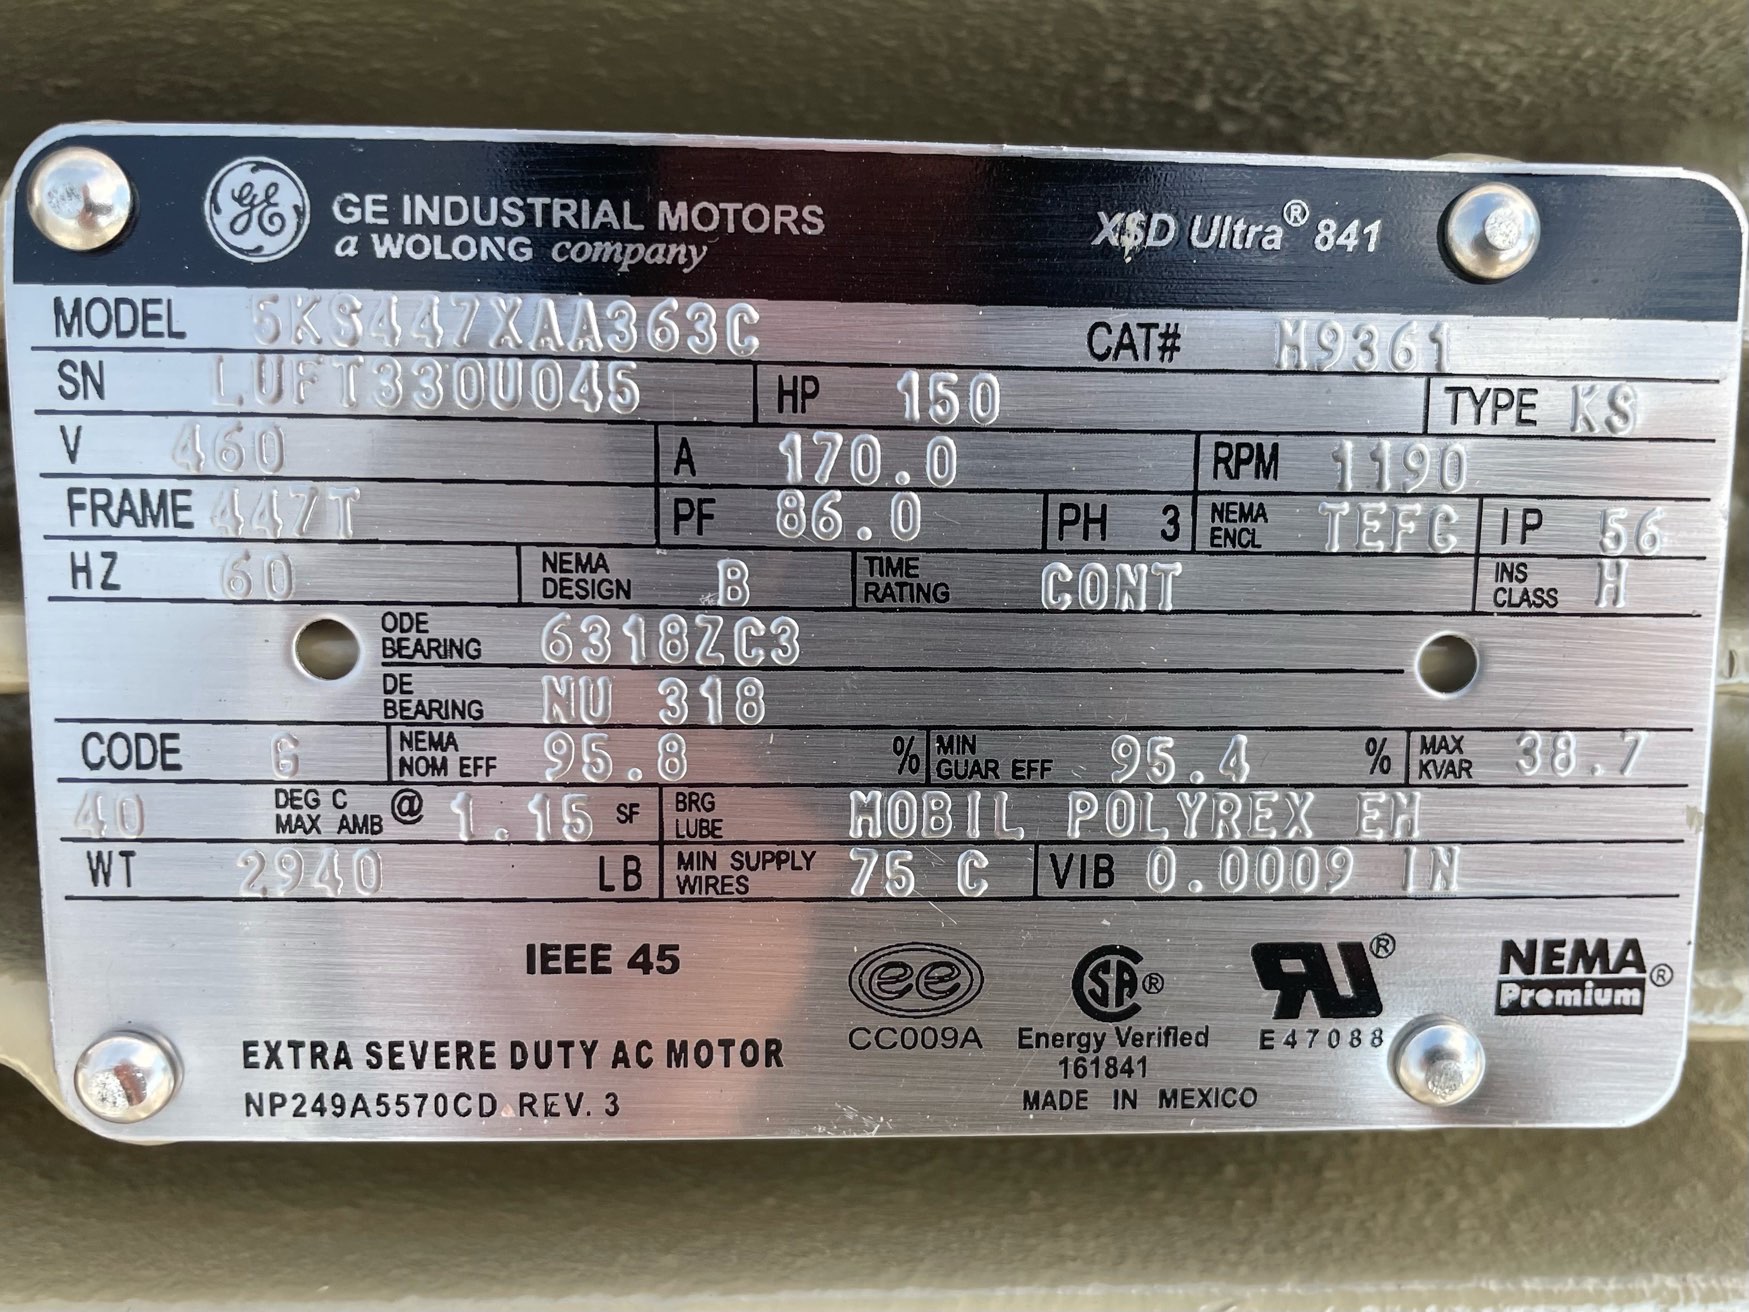 GE GE INDUSTRIAL MOTORS
a WOLONG company
XSD Ultra® 841
MODEL 5KS447XAA363C CAT# M9361
SN LUFT330U045 HP 150 TYPE KS
V 460 A 170.0 RPM 1190
FRAME 447T PF 86.0 PH 3 NEMA ENCL TEFC IP 56
HZ 60 NEMA DESIGN B TIME RATING CONT INS CLASS H
ODE BEARING 6318ZC3
DE BEARING NU 318
CODE G NEMA NOM EFF 95.8 % MIN GUAR EFF 95.4 % MAX KVAR 38.7
40 DEG C MAX AMB @ 1.15 SF BRG LUBE MOBIL POLYREX EM
WT 2940 LB MIN SUPPLY WIRES 75 C VIB 0.0009 IN
IEEE 45
EXTRA SEVERE DUTY AC MOTOR
NP249A5570CD REV. 3
ee
CC009A
SA ®
Energy Verified
161841
MADE IN MEXICO
RU®
E47088
NEMA
Premium ®